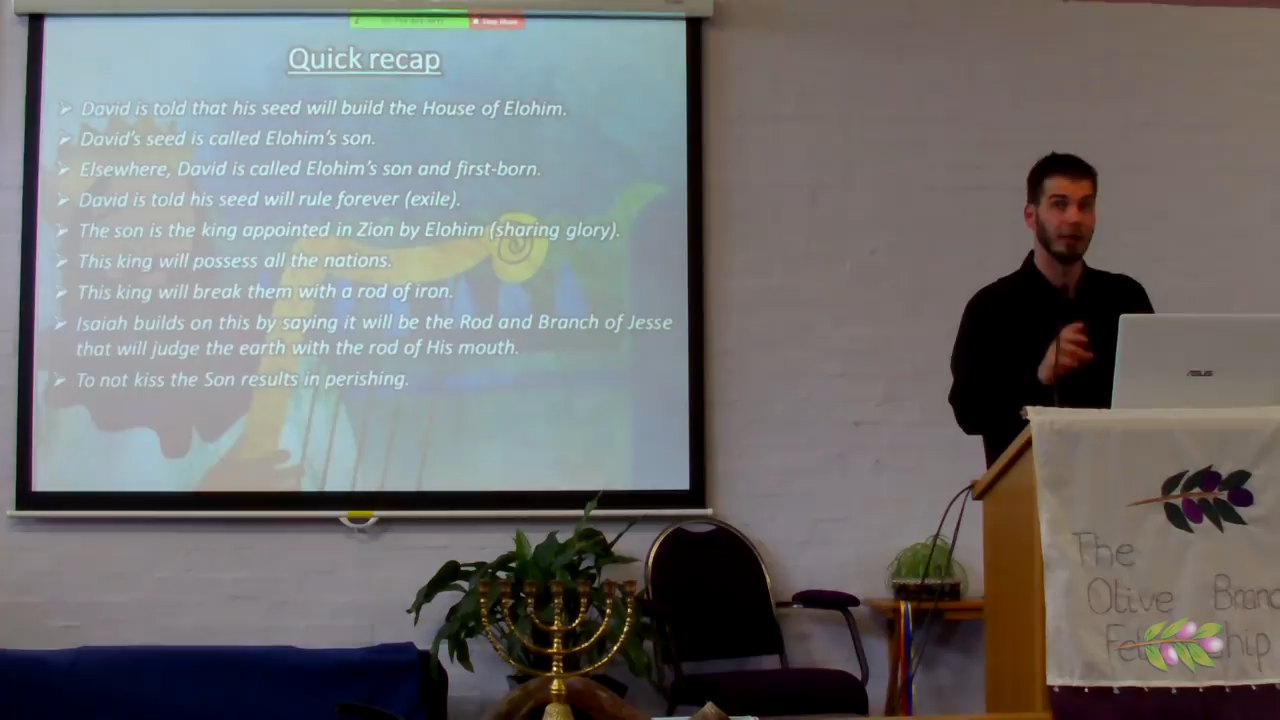 Stop Share
Quick recap
➢ David is told that his seed will build the House of Elohim.
➢ David's seed is called Elohim's son.
➢ Elsewhere, David is called Elohim's son and first-born.
➢ David is told his seed will rule forever (exile).
➢ The son is the king appointed in Zion by Elohim (sharing glory).
➢ This king will possess all the nations.
➢ This king will break them with a rod of iron.
➢ Isaiah builds on this by saying it will be the Rod and Branch of Jesse
that will judge the earth with the rod of His mouth.
➢ To not kiss the Son results in perishing.
ASUS
The
Olive